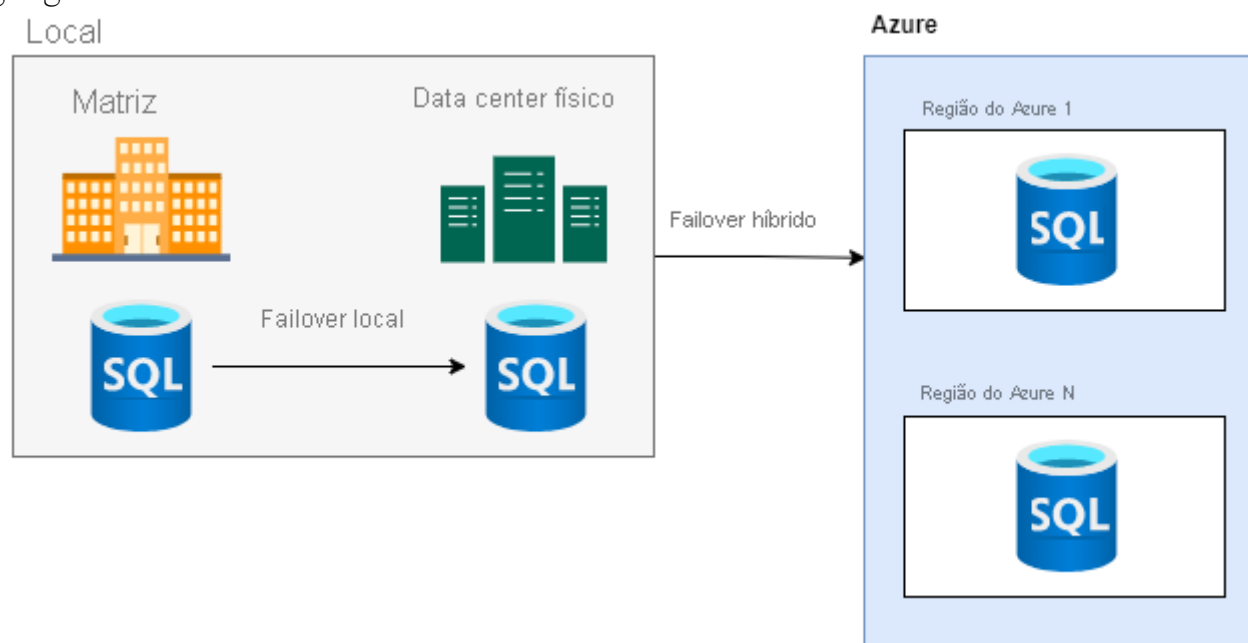 Local
Matriz
Data center físico
SQL
Failover local
SQL
Failover híbrido
Azure
Região do Azure 1
SQL
Região do Azure N
SQL